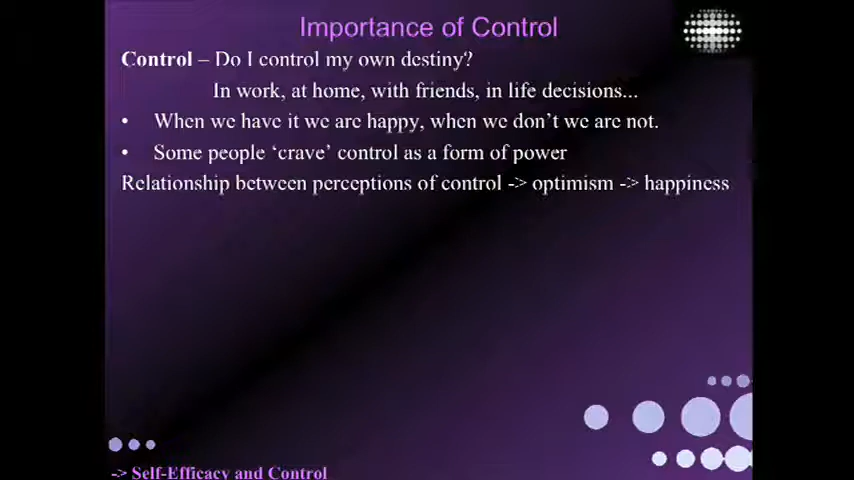 Importance of Control
Control – Do I control my own destiny?
In work, at home, with friends, in life decisions...
• When we have it we are happy, when we don't we are not.
• Some people ‘crave’ control as a form of power
Relationship between perceptions of control -> optimism -> happiness
-> Self-Efficacy and Control